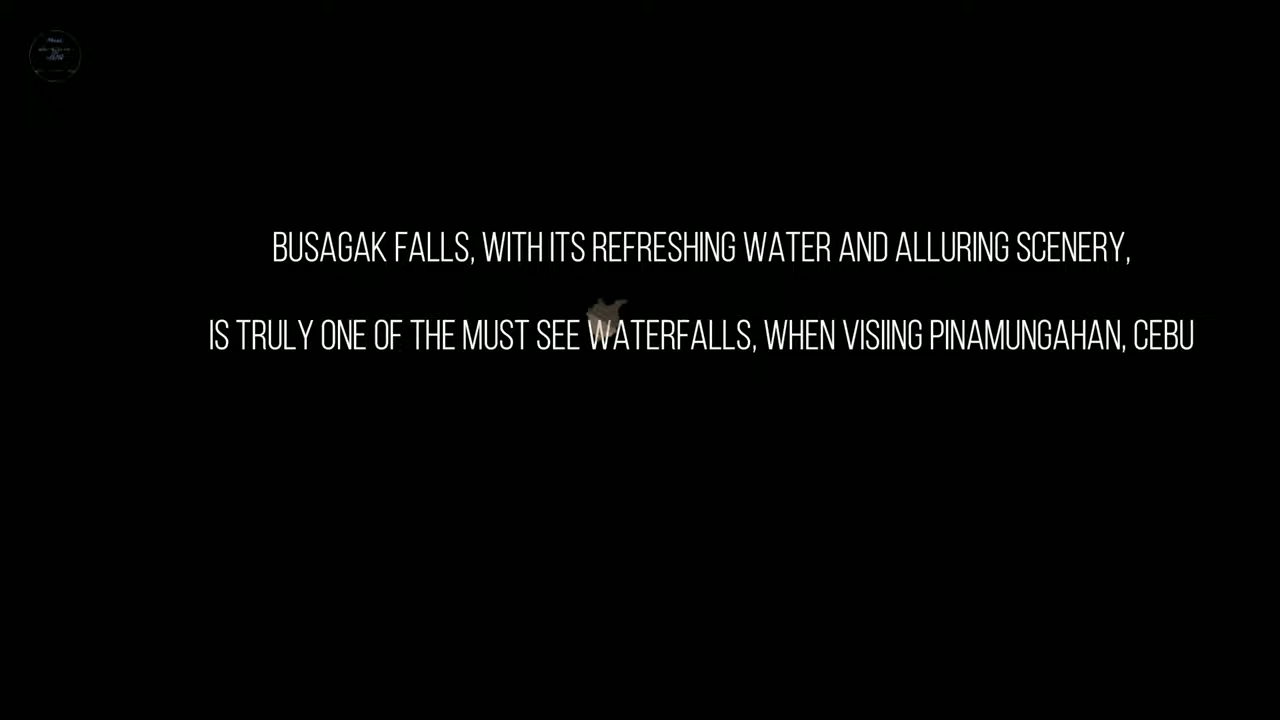 BUSAGAK FALLS, WITH ITS REFRESHING WATER AND ALLURING SCENERY,
IS TRULY ONE OF THE MUST SEE WATERFALLS, WHEN VISIING PINAMUNGAHAN, CEBU